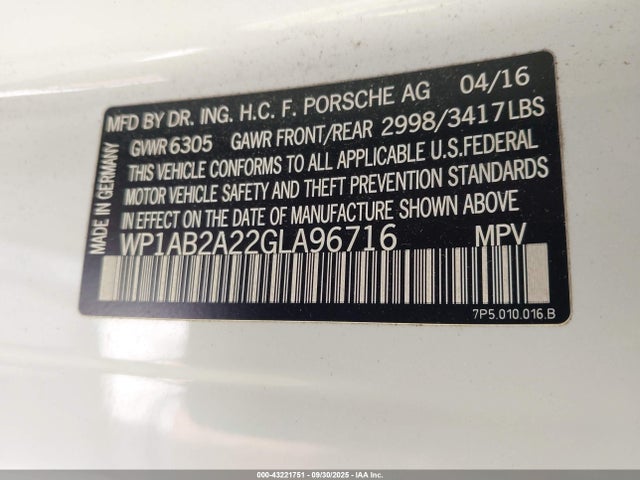 MFD BY DR. ING. H.C. F. PORSCHE AG 04/16
GVWR 6305 GAWR FRONT/REAR 2998/3417LBS
THIS VEHICLE CONFORMS TO ALL APPLICABLE U.S.FEDERAL
MOTOR VEHICLE SAFETY AND THEFT PREVENTION STANDARDS
IN EFFECT ON THE DATE OF MANUFACTURE SHOWN ABOVE
WP1AB2A22GLA96716 MPV
MADE IN GERMANY
7P5.010.016.B
000-43221751 - 09/30/2025 - IAA Inc.